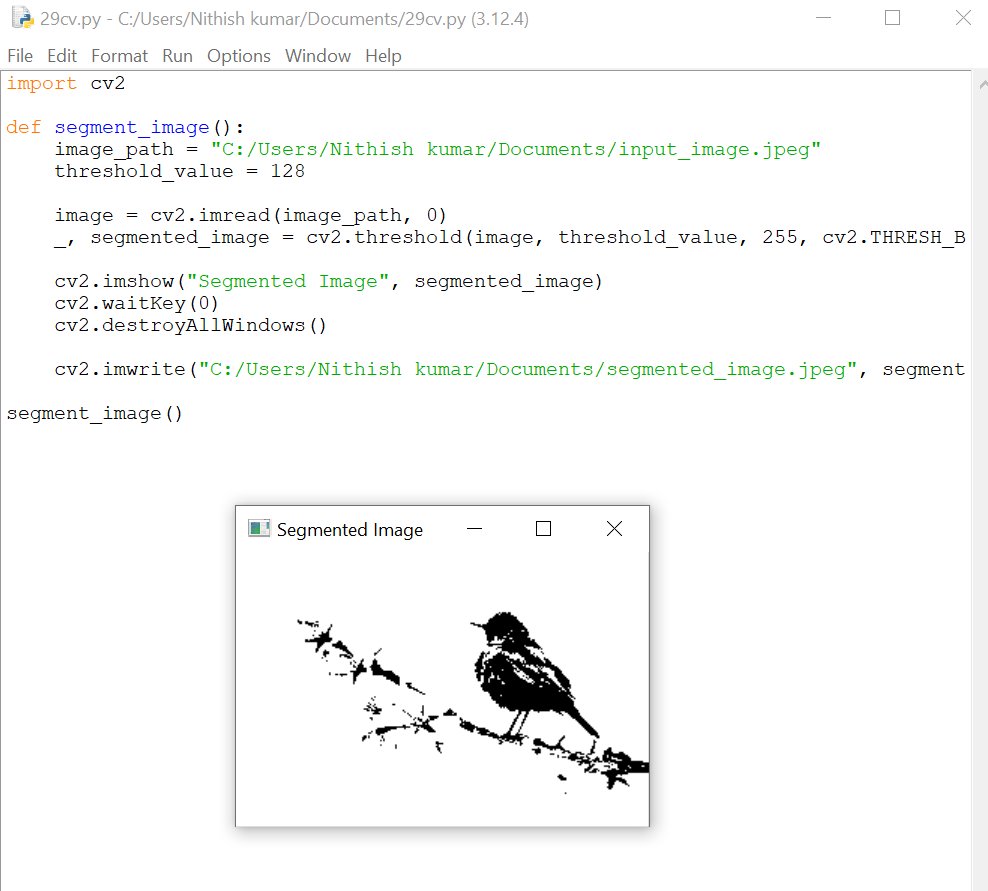 29cv.py - C:/Users/Nithish kumar/Documents/29cv.py (3.12.4)
File Edit Format Run Options Window Help
import cv2
def segment_image():
    image_path = "C:/Users/Nithish kumar/Documents/input_image.jpeg"
    threshold_value = 128
    image = cv2.imread(image_path, 0)
    _, segmented_image = cv2.threshold(image, threshold_value, 255, cv2.THRESH_B
    cv2.imshow("Segmented Image", segmented_image)
    cv2.waitKey(0)
    cv2.destroyAllWindows()
    cv2.imwrite("C:/Users/Nithish kumar/Documents/segmented_image.jpeg", segment
segment_image()
Segmented Image